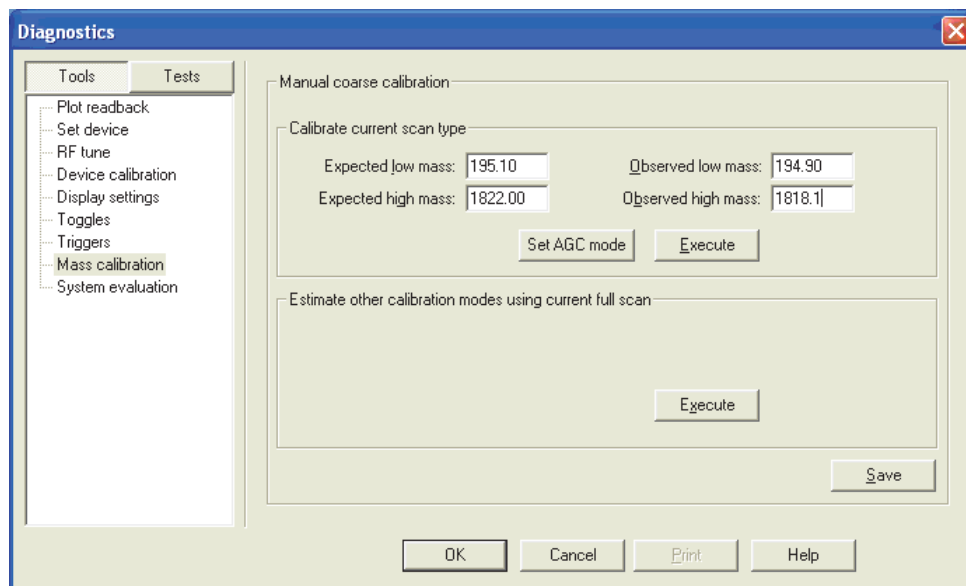 Diagnostics
Tools Tests
Plot readback
Set device
RF tune
Device calibration
Display settings
Toggles
Triggers
Mass calibration
System evaluation
Manual coarse calibration
Calibrate current scan type
Expected low mass: 195.10 Observed low mass: 194.90
Expected high mass: 1822.00 Observed high mass: 1818.1
Set AGC mode Execute
Estimate other calibration modes using current full scan
Execute
Save
OK Cancel Print Help